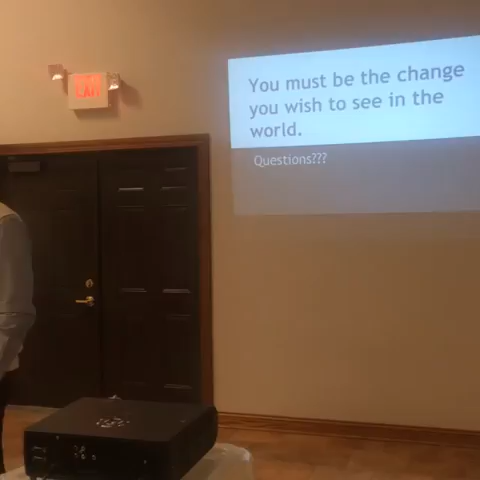 EXIT
You must be the change
you wish to see in the
world.
Questions???